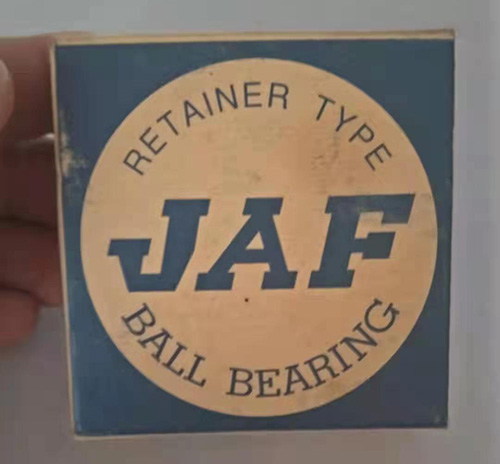 RETAINER TYPE
JAF
BALL BEARING